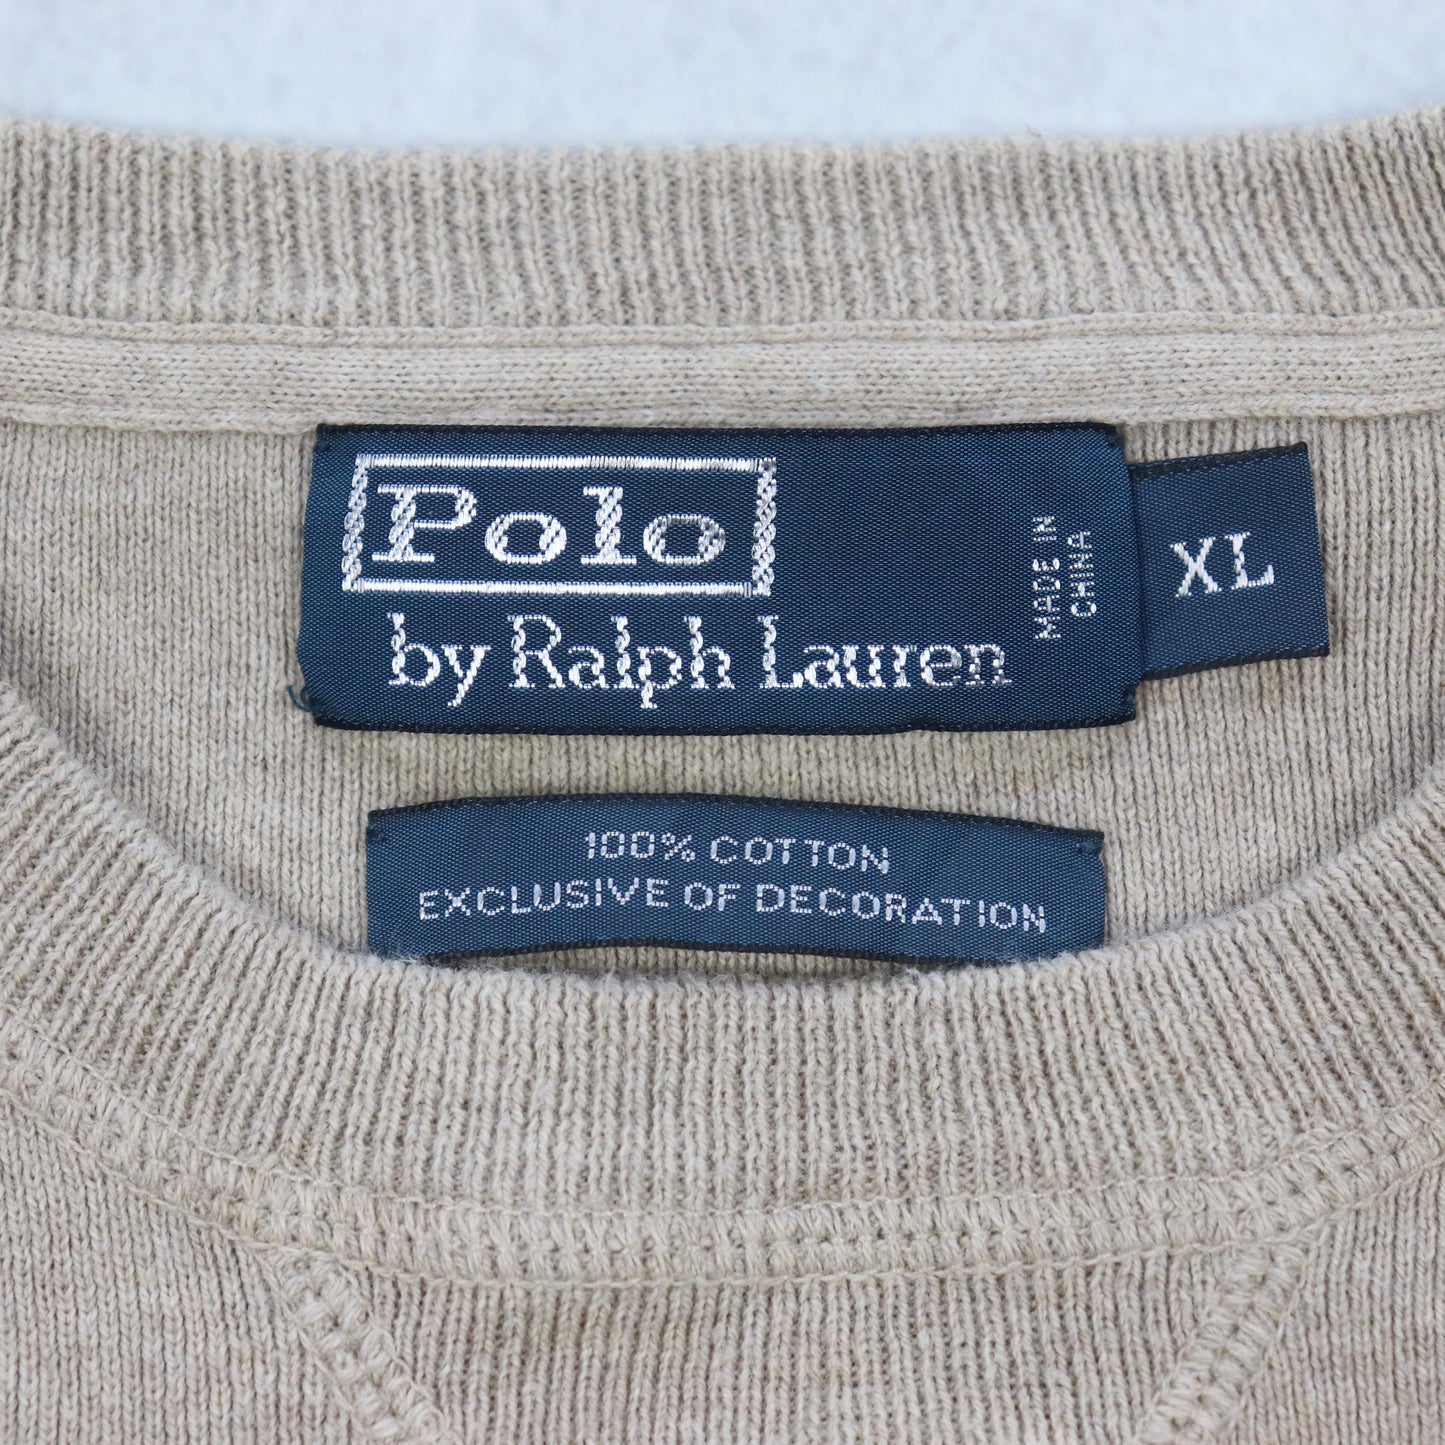 Polo
by Ralph Lauren
MADE IN
CHINA
XL
100% COTTON
EXCLUSIVE OF DECORATION